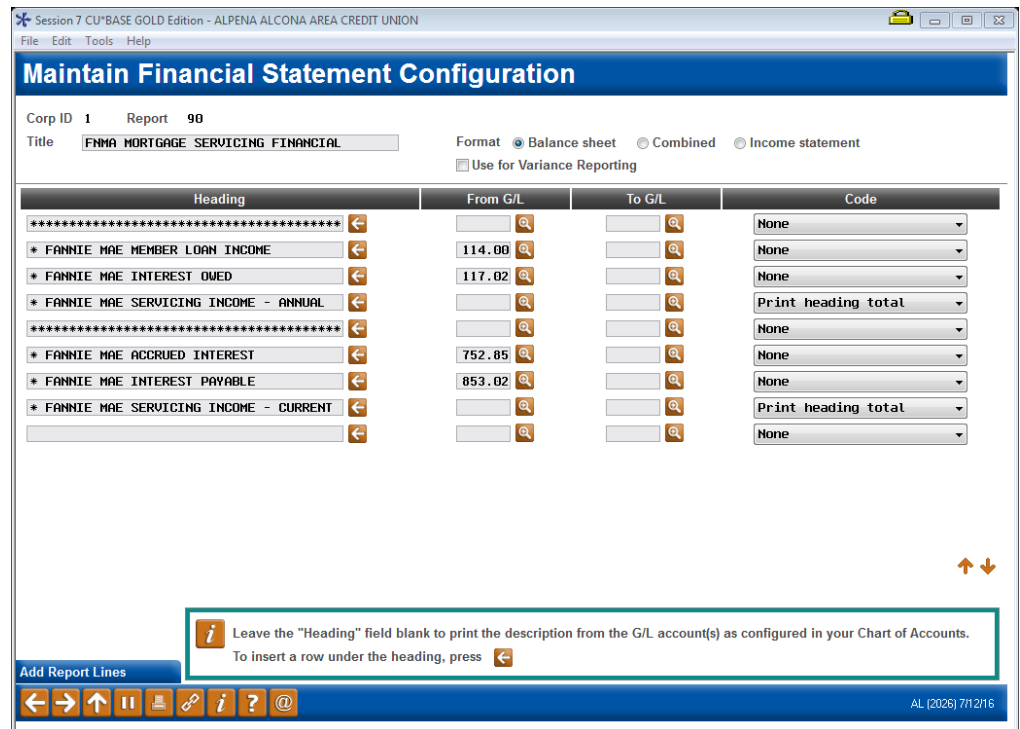 Session 7 CU*BASE GOLD Edition - ALPENA ALCONA AREA CREDIT UNION
File Edit Tools Help
Maintain Financial Statement Configuration
Corp ID 1 Report 90
Title FNMA MORTGAGE SERVICING FINANCIAL Format Balance sheet Combined Income statement
Use for Variance Reporting
Heading From G/L To G/L Code
**************************************** None
* FANNIE MAE MEMBER LOAN INCOME 114.00 None
* FANNIE MAE INTEREST OWED 117.02 None
* FANNIE MAE SERVICING INCOME - ANNUAL Print heading total
**************************************** None
* FANNIE MAE ACCRUED INTEREST 752.85 None
* FANNIE MAE INTEREST PAYABLE 853.02 None
* FANNIE MAE SERVICING INCOME - CURRENT Print heading total
None
Leave the "Heading" field blank to print the description from the G/L account(s) as configured in your Chart of Accounts.
To insert a row under the heading, press
Add Report Lines
AL (2026) 7/12/16